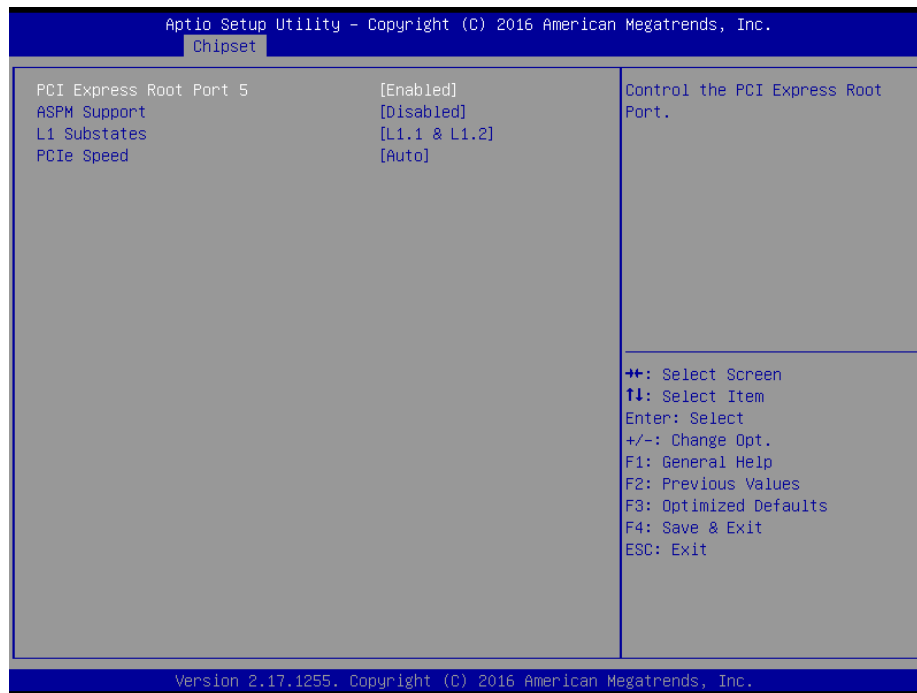 Aptio Setup Utility – Copyright (C) 2016 American Megatrends, Inc.
Chipset
PCI Express Root Port 5 [Enabled]
ASPM Support [Disabled]
L1 Substates [L1.1 & L1.2]
PCIe Speed [Auto]
Control the PCI Express Root
Port.
→←: Select Screen
↑↓: Select Item
Enter: Select
+/-: Change Opt.
F1: General Help
F2: Previous Values
F3: Optimized Defaults
F4: Save & Exit
ESC: Exit
Version 2.17.1255. Copyright (C) 2016 American Megatrends, Inc.